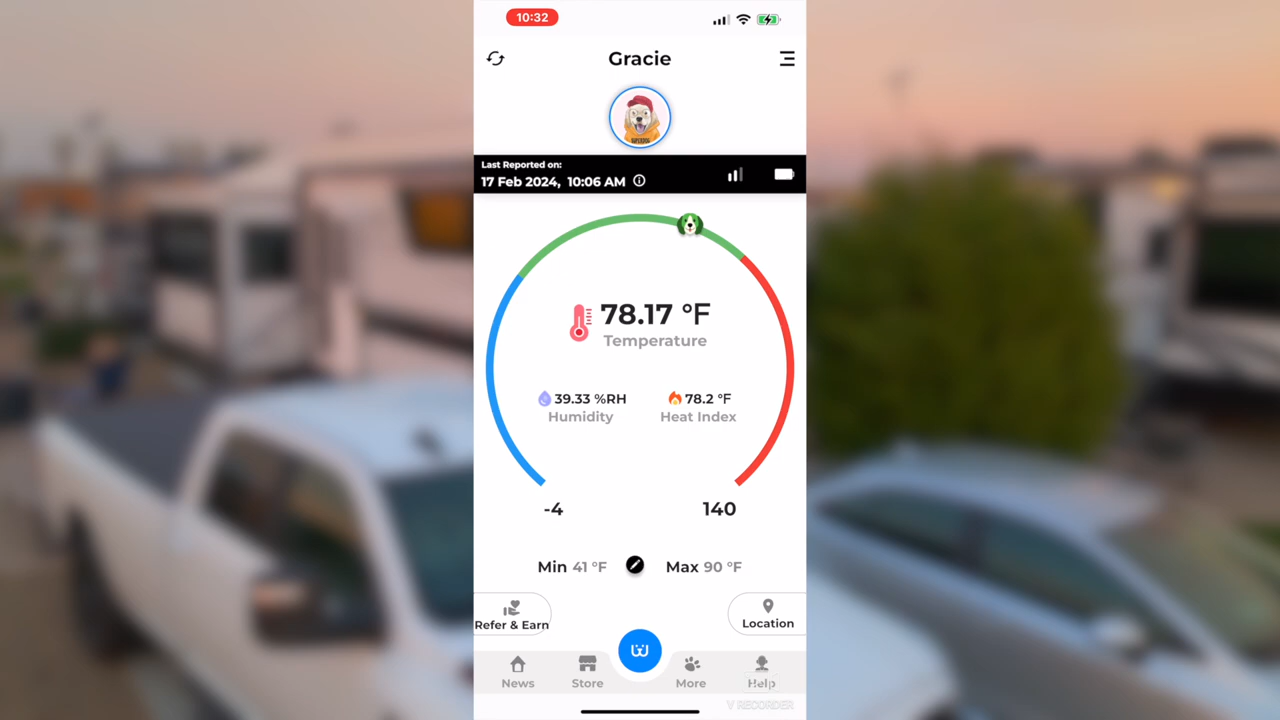 10:32
Gracie
Last Reported on:
17 Feb 2024, 10:06 AM
78.17 °F
Temperature
39.33 %RH
Humidity
78.2 °F
Heat Index
-4
140
Min 41 °F
Max 90 °F
Refer & Earn
Location
News
Store
More
Help
V RECORDER